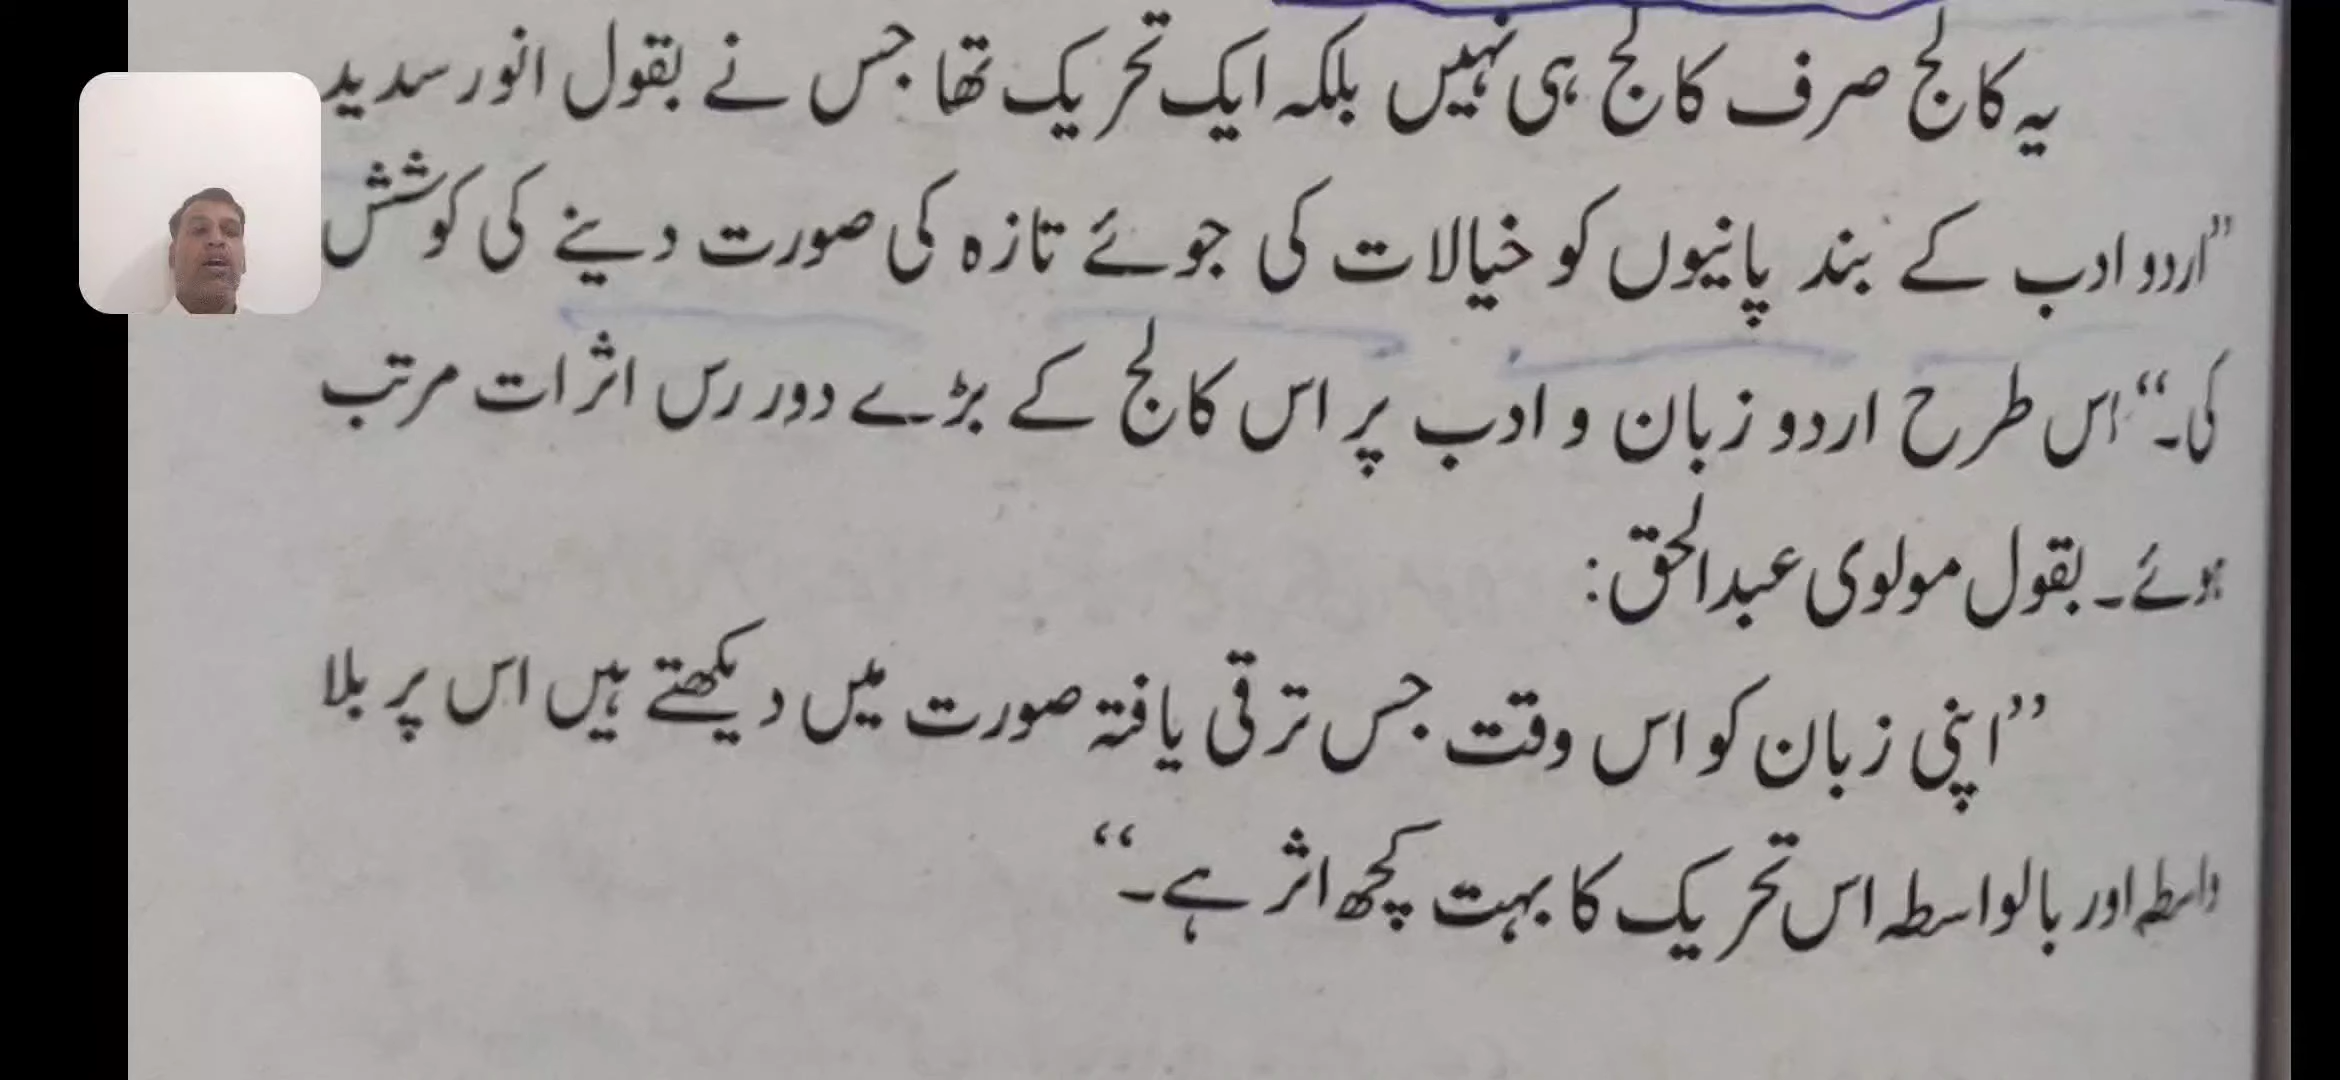 یہ کالج صرف کالج ہی نہیں بلکہ ایک تحریک تھا جس نے بقول انور سدید
”اردو ادب کے بند پانیوں کو خیالات کی جوئے تازہ کی صورت دینے کی کوشش
کی۔“ اس طرح اردو زبان و ادب پر اس کالج کے بڑے دور رس اثرات مرتب
ہوئے۔ بقول مولوی عبدالحق:
”اپنی زبان کو اس وقت جس ترقی یافتہ صورت میں دیکھتے ہیں اس پر بلا
واسطہ اور بالواسطہ اس تحریک کا بہت کچھ اثر ہے۔“